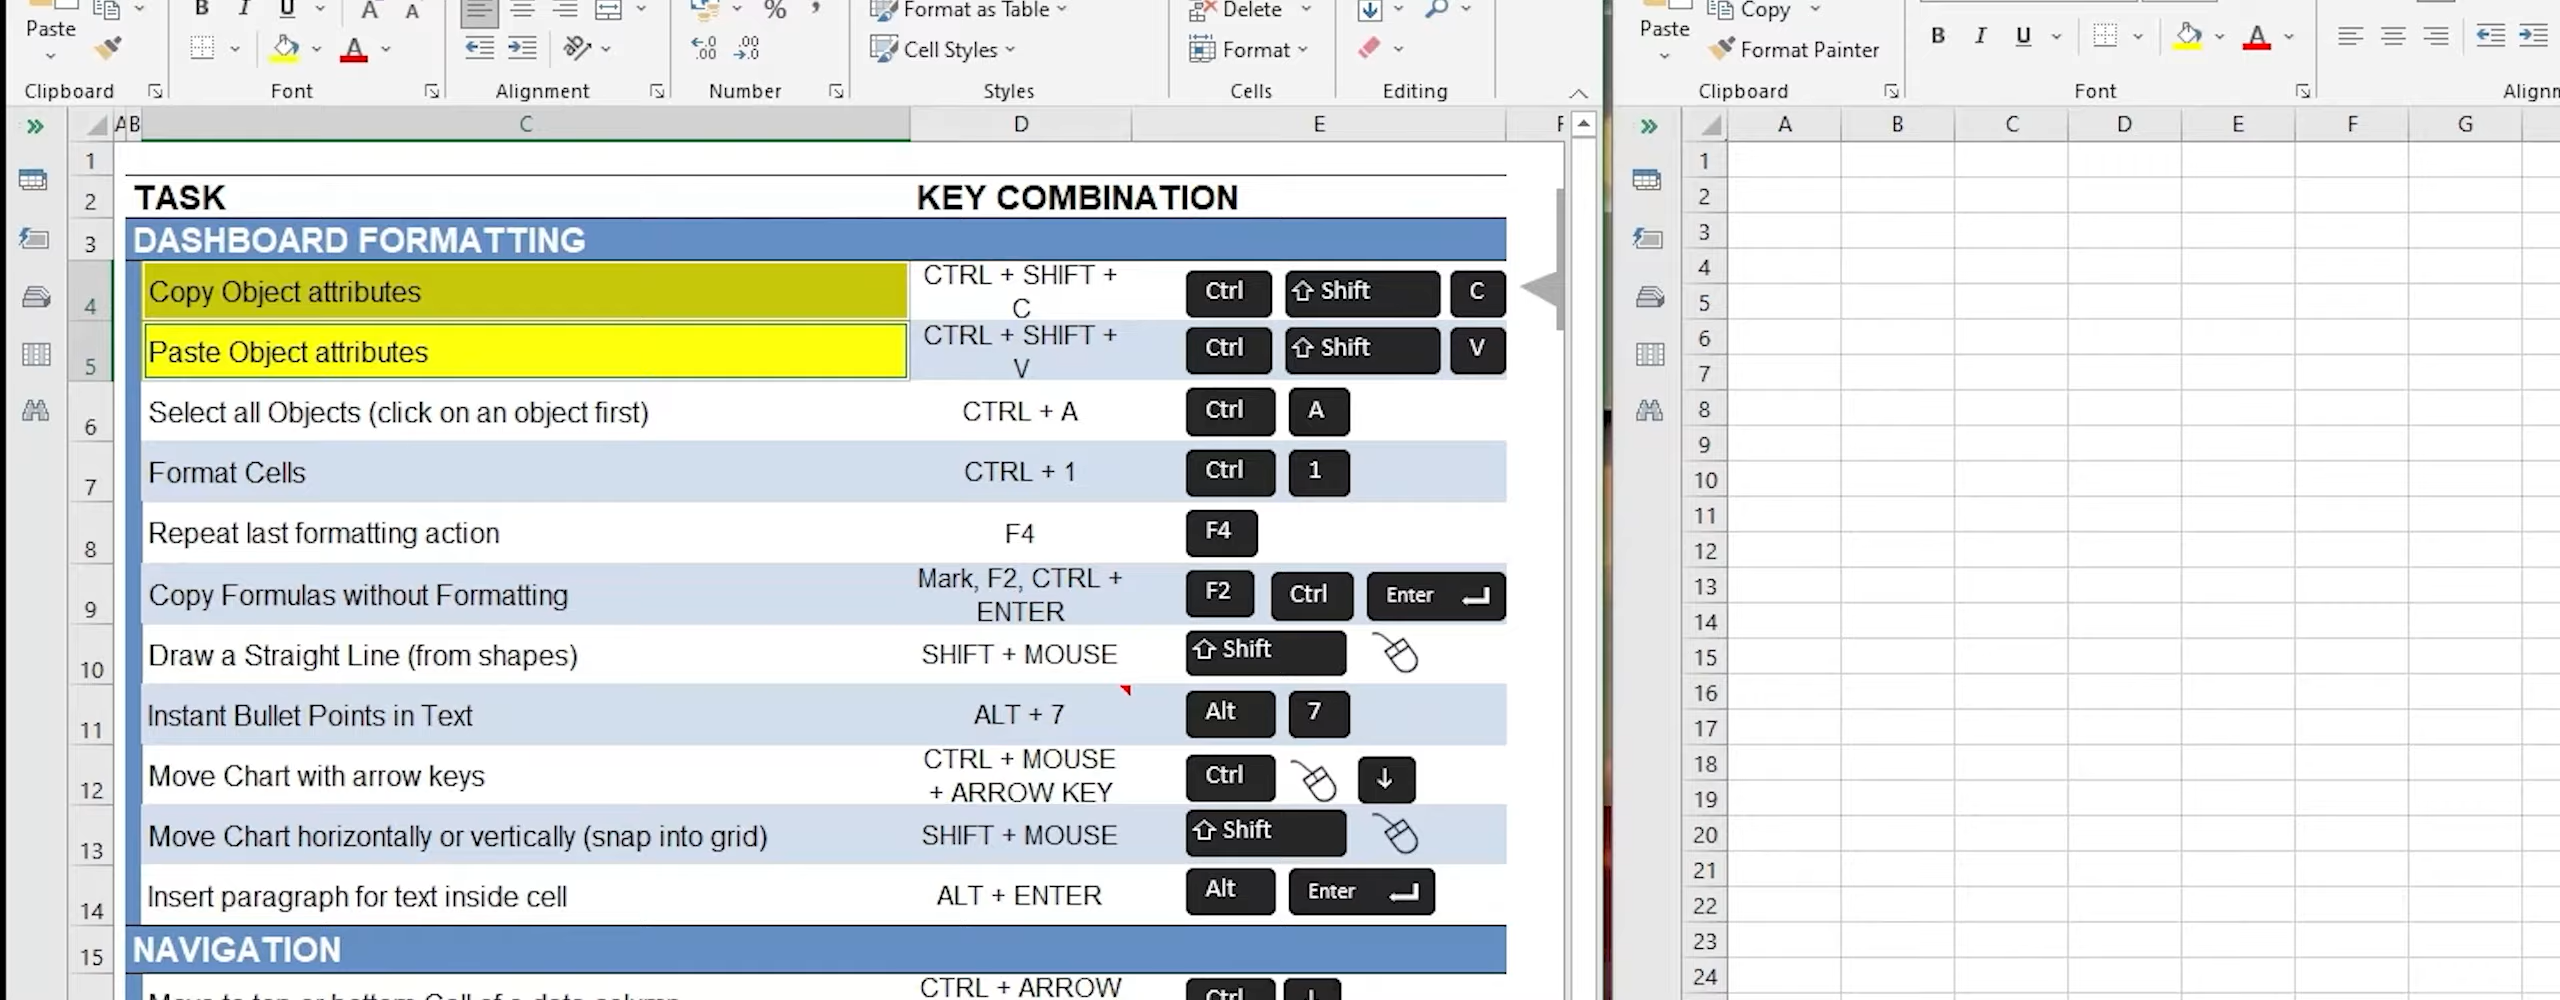 Paste
B I U A A
% ,
Format as Table
Delete
Cell Styles
Format
Clipboard Font Alignment Number Styles Cells Editing
Paste Copy
Format Painter
B I U A
Clipboard Font
A B C D E
A B C D E F G
1
2 TASK KEY COMBINATION
3 DASHBOARD FORMATTING
4 Copy Object attributes CTRL + SHIFT +
C Ctrl Shift C
5 Paste Object attributes CTRL + SHIFT +
V Ctrl Shift V
6 Select all Objects (click on an object first) CTRL + A Ctrl A
7 Format Cells CTRL + 1 Ctrl 1
8 Repeat last formatting action F4 F4
9 Copy Formulas without Formatting Mark, F2, CTRL +
ENTER F2 Ctrl Enter
10 Draw a Straight Line (from shapes) SHIFT + MOUSE Shift
11 Instant Bullet Points in Text ALT + 7 Alt 7
12 Move Chart with arrow keys CTRL + MOUSE
+ ARROW KEY Ctrl ↓
13 Move Chart horizontally or vertically (snap into grid) SHIFT + MOUSE Shift
14 Insert paragraph for text inside cell ALT + ENTER Alt Enter
15 NAVIGATION
CTRL + ARROW
1
2
3
4
5
6
7
8
9
10
11
12
13
14
15
16
17
18
19
20
21
22
23
24